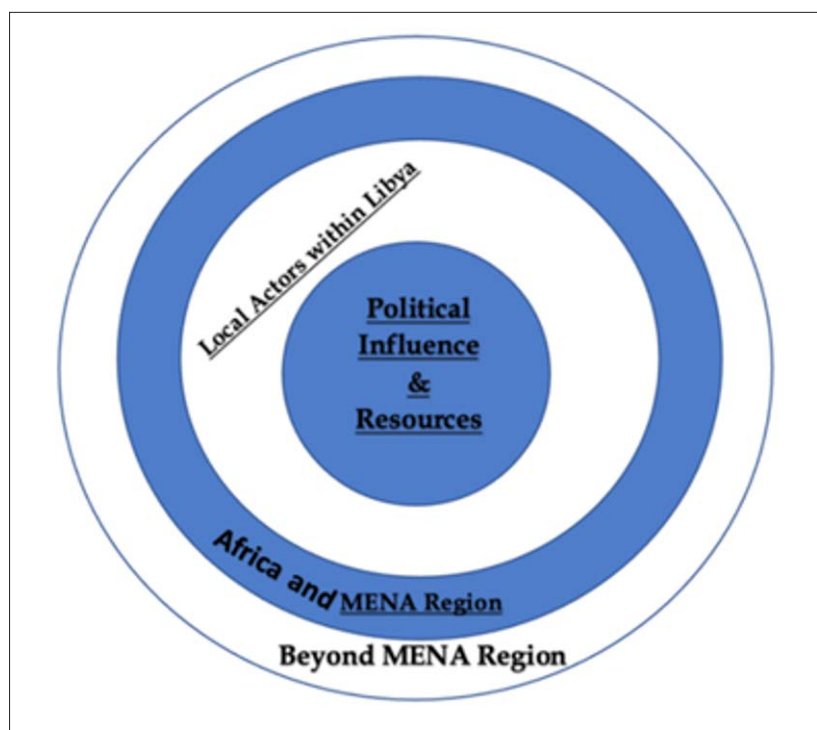 Local Actors within Libya
Political
Influence
&
Resources
Africa and MENA Region
Beyond MENA Region